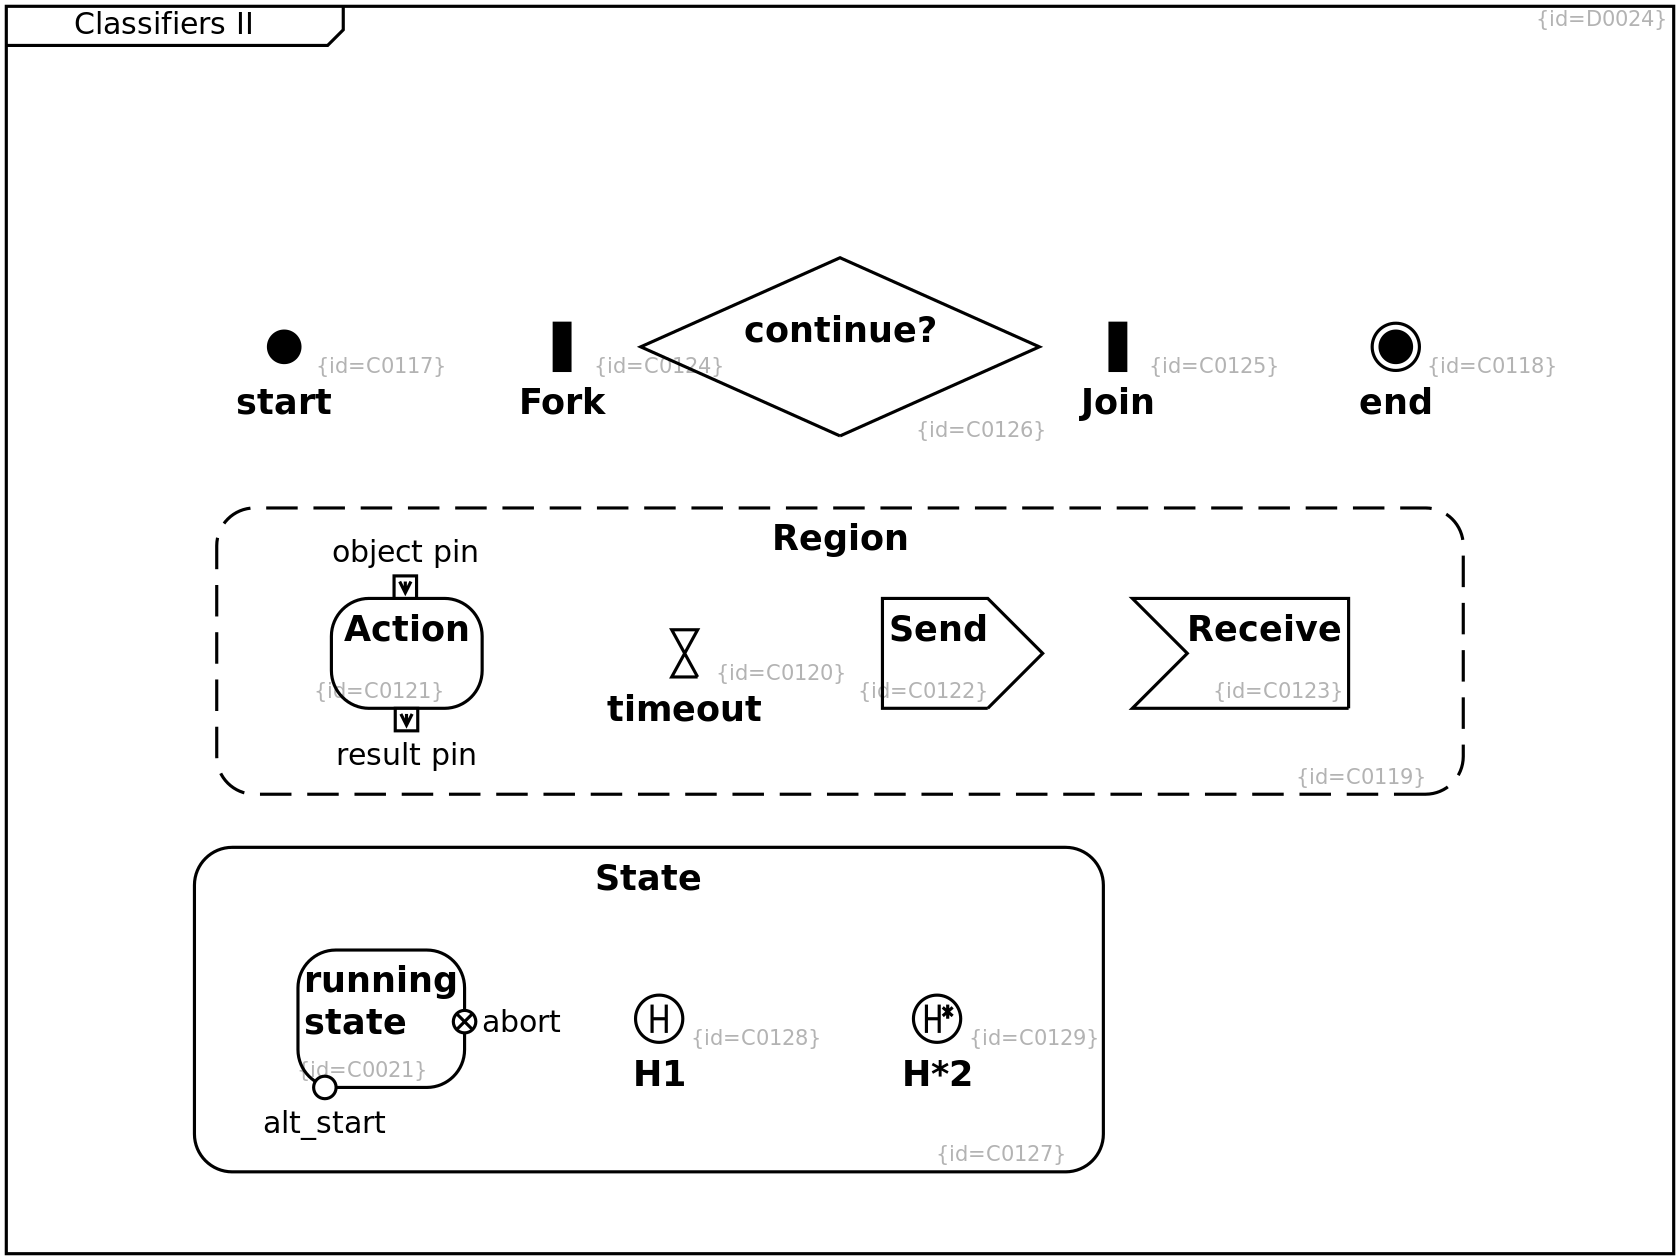 Classifiers II
{id=D0024}
continue?
{id=C0117}
{id=C0124}
{id=C0125}
{id=C0118}
start
Fork
Join
end
{id=C0126}
Region
object pin
Action
Send
Receive
{id=C0120}
{id=C0121}
{id=C0122}
{id=C0123}
timeout
result pin
{id=C0119}
State
running
state
abort
H
H*
{id=C0128}
{id=C0129}
{id=C0021}
H1
H*2
alt_start
{id=C0127}